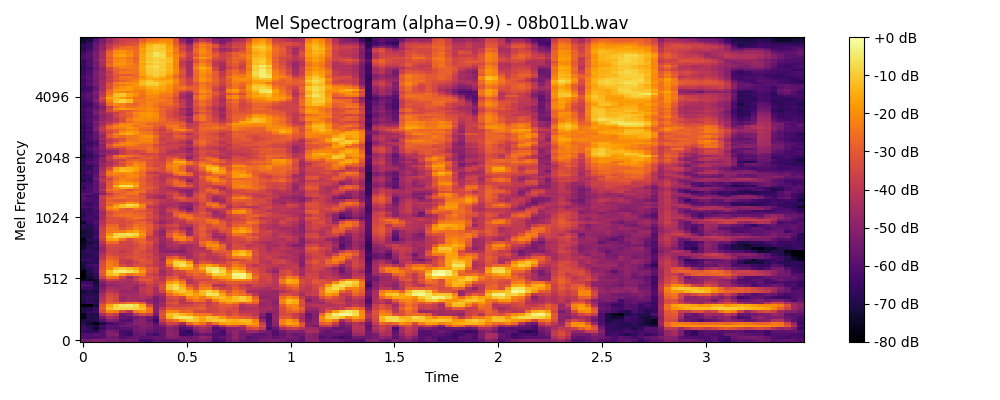 Mel Spectrogram (alpha=0.9) - 08b01Lb.wav
Mel Frequency
4096
2048
1024
512
0
0
0.5
1
1.5
2
2.5
3
Time
+0 dB
-10 dB
-20 dB
-30 dB
-40 dB
-50 dB
-60 dB
-70 dB
-80 dB